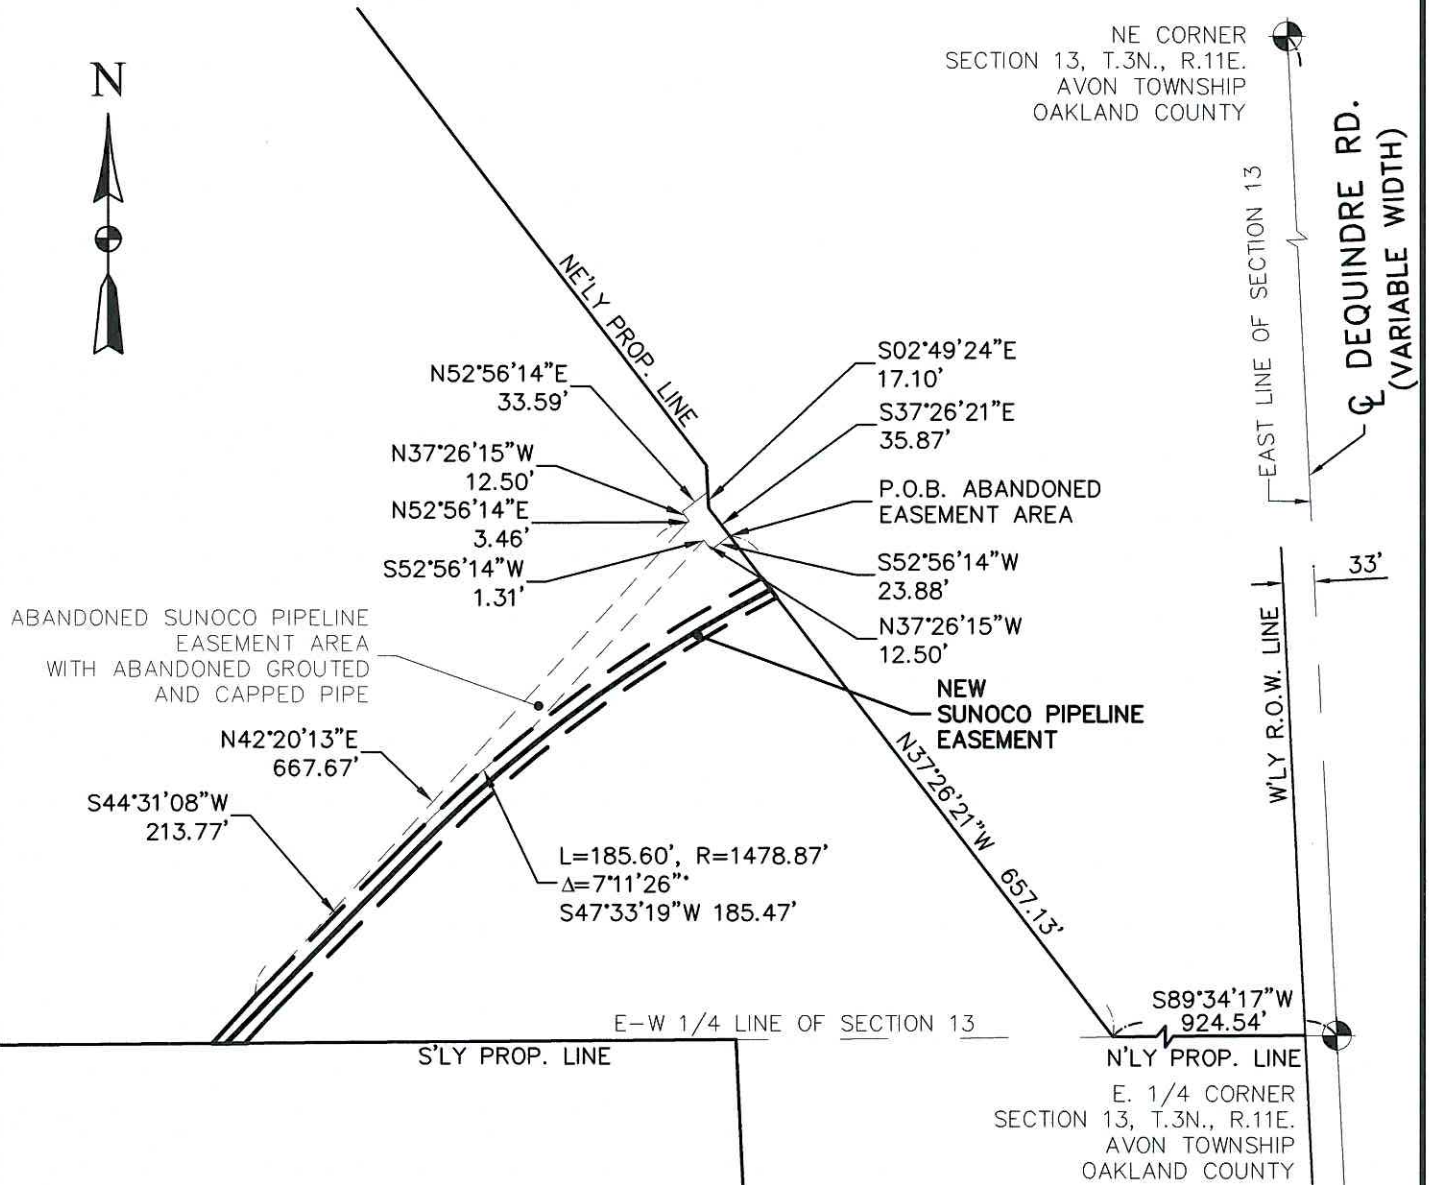 N
NE CORNER
SECTION 13, T.3N., R.11E.
AVON TOWNSHIP
OAKLAND COUNTY
EAST LINE OF SECTION 13
℄ DEQUINDRE RD.
(VARIABLE WIDTH)
NE'LY PROP. LINE
N52°56'14"E
33.59'
N37°26'15"W
12.50'
N52°56'14"E
3.46'
S52°56'14"W
1.31'
S02°49'24"E
17.10'
S37°26'21"E
35.87'
P.O.B. ABANDONED
EASEMENT AREA
S52°56'14"W
23.88'
N37°26'15"W
12.50'
33'
W'LY R.O.W. LINE
ABANDONED SUNOCO PIPELINE
EASEMENT AREA
WITH ABANDONED GROUTED
AND CAPPED PIPE
NEW
SUNOCO PIPELINE
EASEMENT
N42°20'13"E
667.67'
S44°31'08"W
213.77'
N37°26'21"W 657.13'
L=185.60', R=1478.87'
Δ=7°11'26"
S47°33'19"W 185.47'
S89°34'17"W
924.54'
E-W 1/4 LINE OF SECTION 13
S'LY PROP. LINE
N'LY PROP. LINE
E. 1/4 CORNER
SECTION 13, T.3N., R.11E.
AVON TOWNSHIP
OAKLAND COUNTY